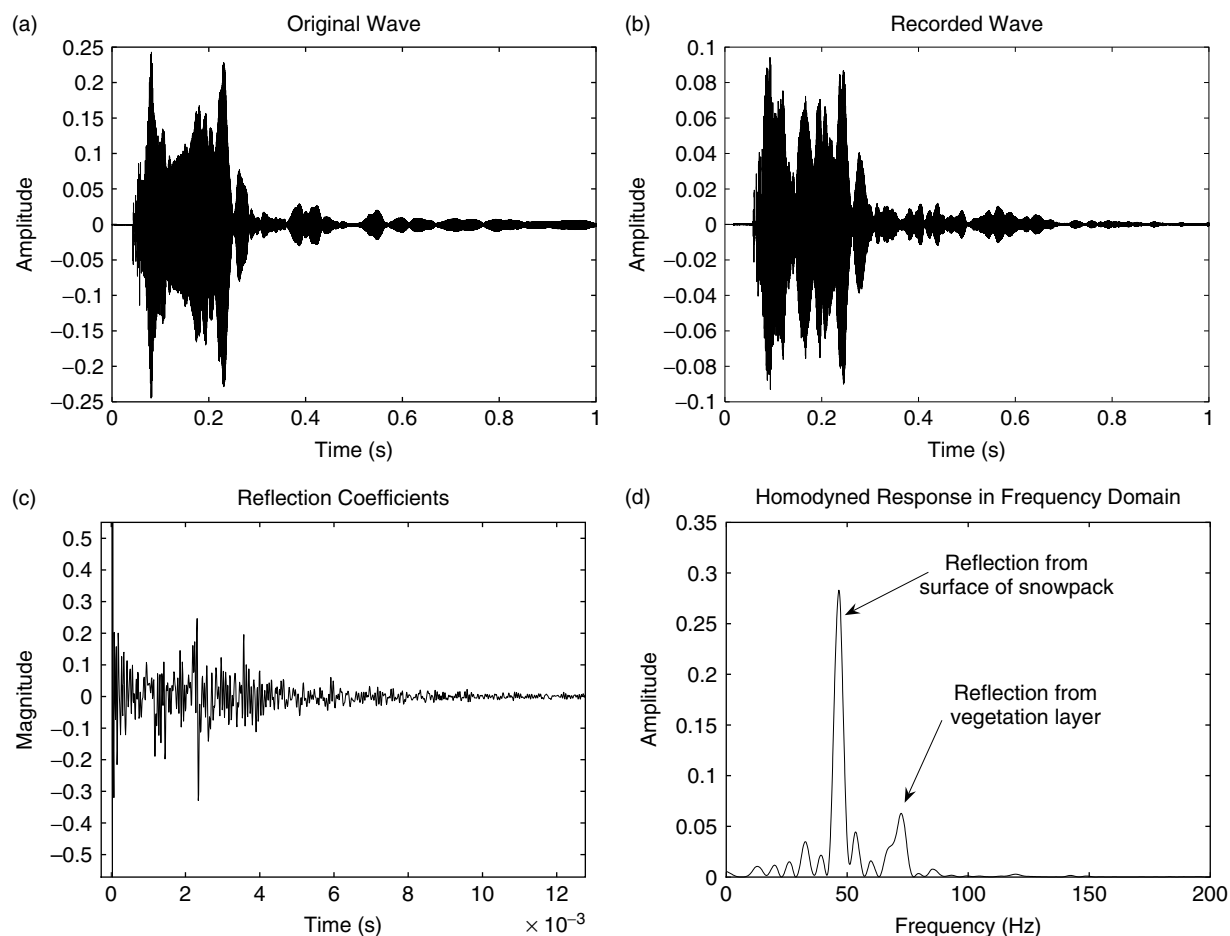 (a)
Original Wave
Amplitude
0.25
0.2
0.15
0.1
0.05
0
−0.05
−0.1
−0.15
−0.2
−0.25
0 0.2 0.4 0.6 0.8 1
Time (s)
(b)
Recorded Wave
Amplitude
0.1
0.08
0.06
0.04
0.02
0
−0.02
−0.04
−0.06
−0.08
−0.1
0 0.2 0.4 0.6 0.8 1
Time (s)
(c)
Reflection Coefficients
Magnitude
0.5
0.4
0.3
0.2
0.1
0
−0.1
−0.2
−0.3
−0.4
−0.5
0 2 4 6 8 10 12
Time (s)
× 10−3
(d)
Homodyned Response in Frequency Domain
Amplitude
0.35
0.3
0.25
0.2
0.15
0.1
0.05
0
Reflection from
surface of snowpack
Reflection from
vegetation layer
0 50 100 150 200
Frequency (Hz)